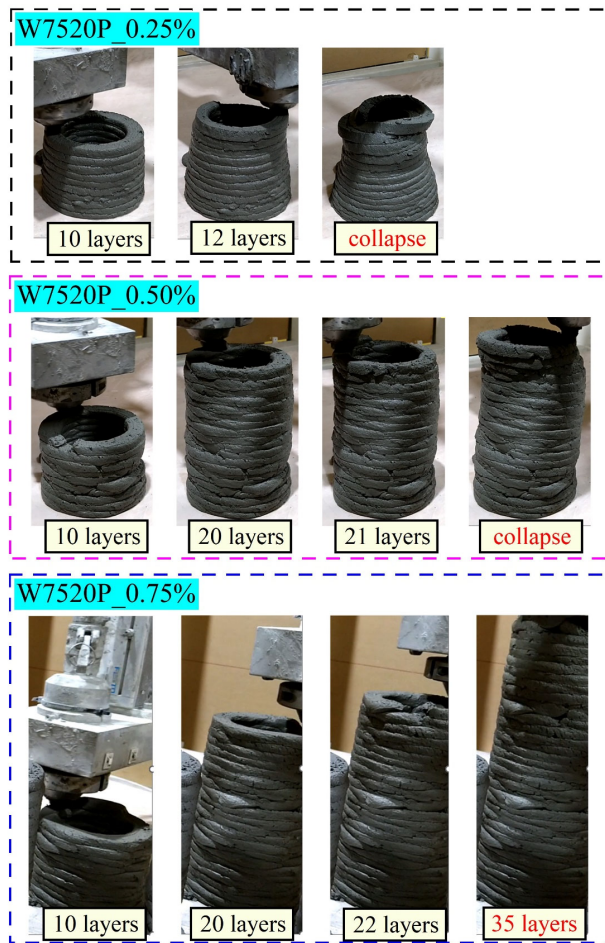 W7520P_0.25%
10 layers
12 layers
collapse
W7520P_0.50%
10 layers
20 layers
21 layers
collapse
W7520P_0.75%
10 layers
20 layers
22 layers
35 layers